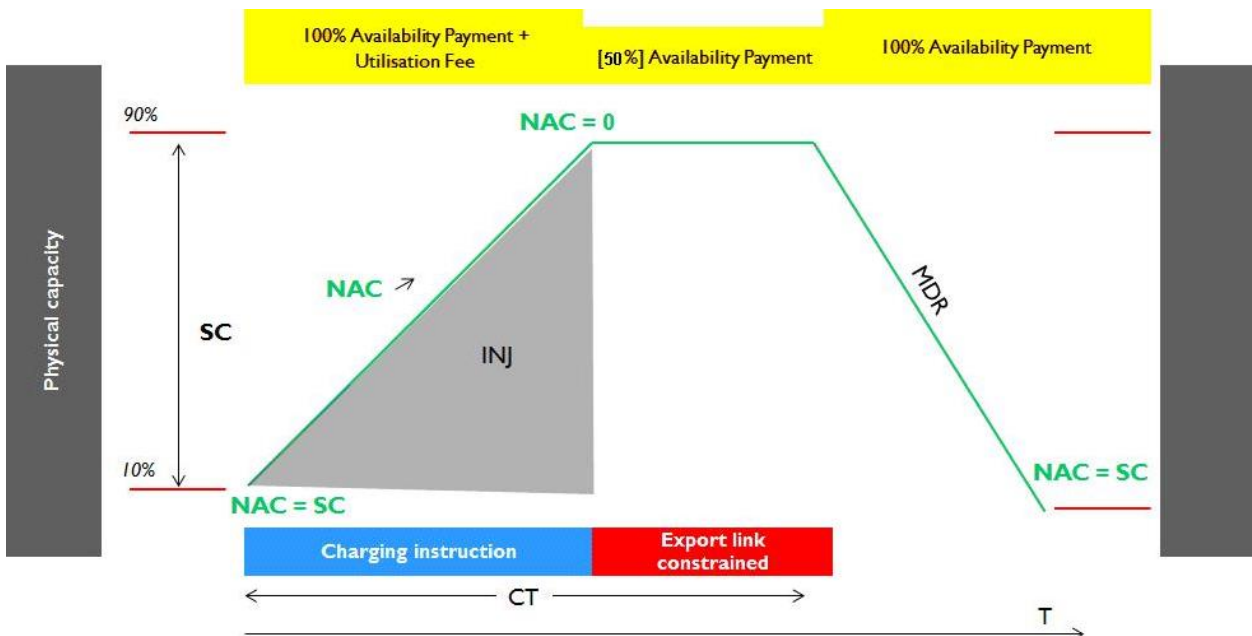 100% Availability Payment +
Utilisation Fee
[50%] Availability Payment
100% Availability Payment
90%
NAC = 0
Physical capacity
NAC
SC
MDR
INJ
10%
NAC = SC
NAC = SC
Charging instruction
Export link
constrained
CT
T